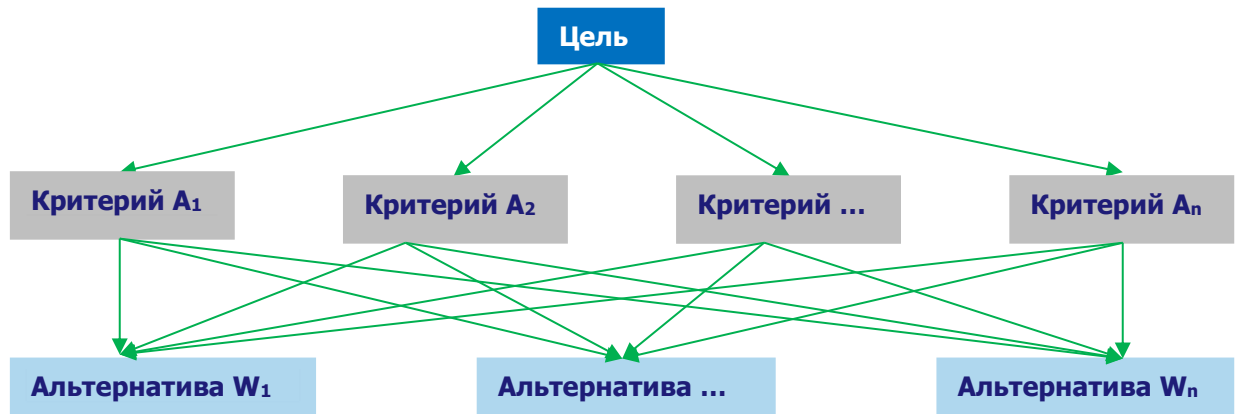 Цель
Критерий A₁
Критерий A₂
Критерий ...
Критерий Aₙ
Альтернатива W₁
Альтернатива ...
Альтернатива Wₙ